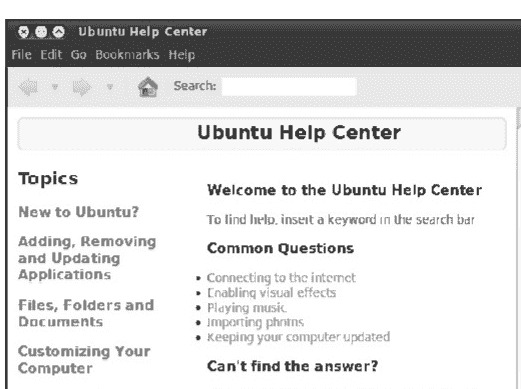 Ubuntu Help Center
File Edit Go Bookmarks Help
Search:
Ubuntu Help Center
Topics
New to Ubuntu?
Adding, Removing
and Updating
Applications
Files, Folders and
Documents
Customizing Your
Computer
Welcome to the Ubuntu Help Center
To find help, insert a keyword in the search bar
Common Questions
• Connecting to the internet
• Enabling visual effects
• Playing music
• Importing photos
• Keeping your computer updated
Can't find the answer?